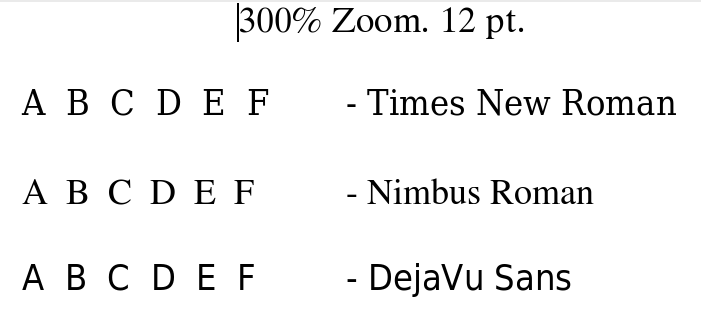 300% Zoom. 12 pt.
A B C D E F - Times New Roman
A B C D E F - Nimbus Roman
A B C D E F - DejaVu Sans